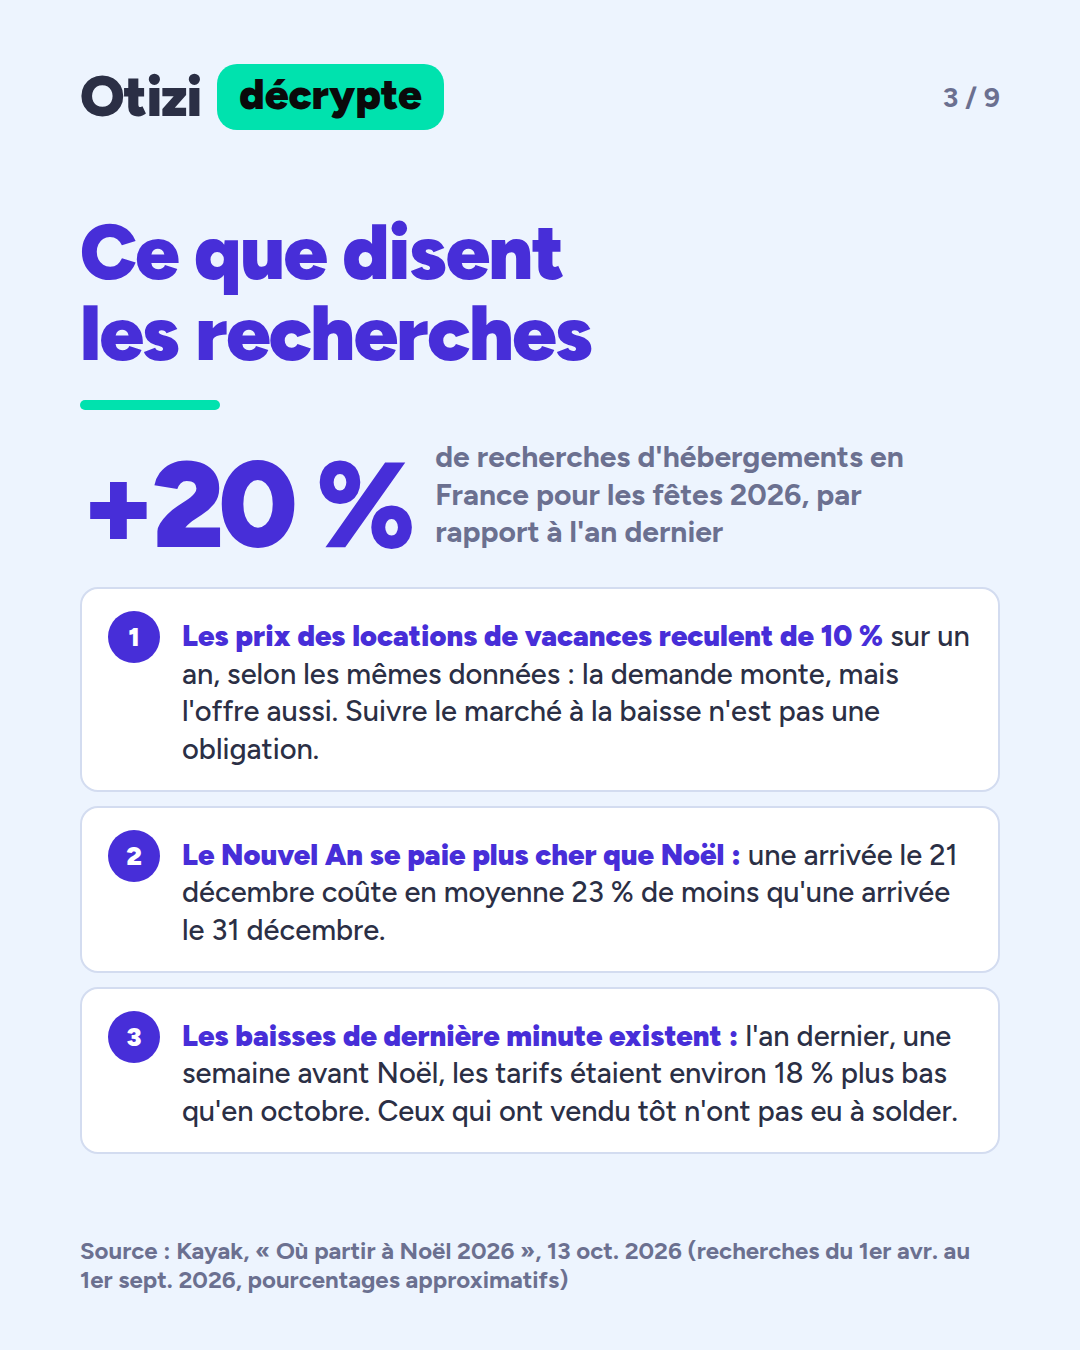 Otizi décrypte
3 / 9
Ce que disent
les recherches
+20 %
de recherches d'hébergements en
France pour les fêtes 2026, par
rapport à l'an dernier
1
Les prix des locations de vacances reculent de 10 % sur un
an, selon les mêmes données : la demande monte, mais
l'offre aussi. Suivre le marché à la baisse n'est pas une
obligation.
2
Le Nouvel An se paie plus cher que Noël : une arrivée le 21
décembre coûte en moyenne 23 % de moins qu'une arrivée
le 31 décembre.
3
Les baisses de dernière minute existent : l'an dernier, une
semaine avant Noël, les tarifs étaient environ 18 % plus bas
qu'en octobre. Ceux qui ont vendu tôt n'ont pas eu à solder.
Source : Kayak, « Où partir à Noël 2026 », 13 oct. 2026 (recherches du 1er avr. au
1er sept. 2026, pourcentages approximatifs)